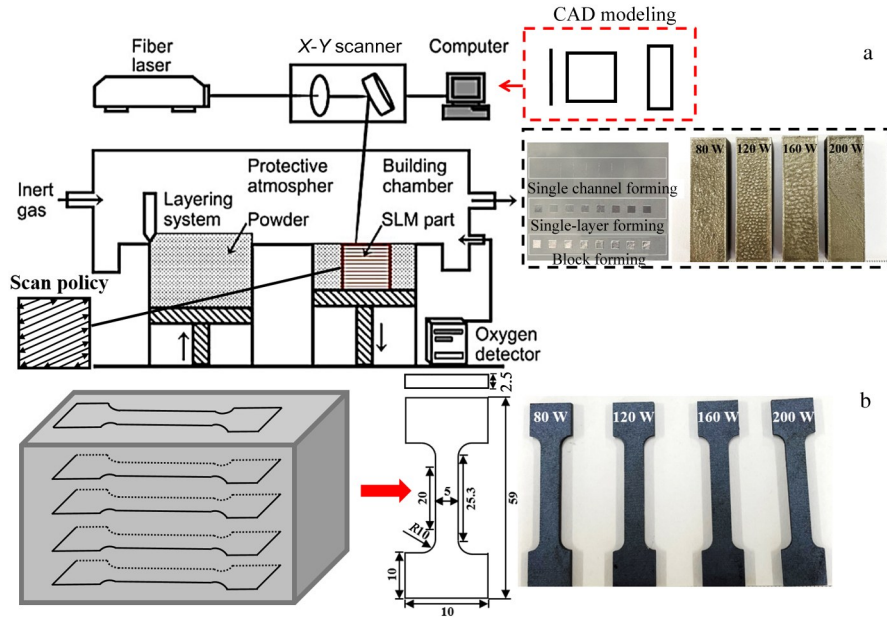 CAD modeling
a
Fiber
laser
X-Y scanner
Computer
80 W 120 W 160 W 200 W
Single channel forming
Single-layer forming
Block forming
Inert
gas
Layering
system
Protective
atmospher
Powder
Building
chamber
SLM part
Scan policy
Oxygen
detector
2.5
b
80 W 120 W 160 W 200 W
20
5
25.3
59
R10
10
10